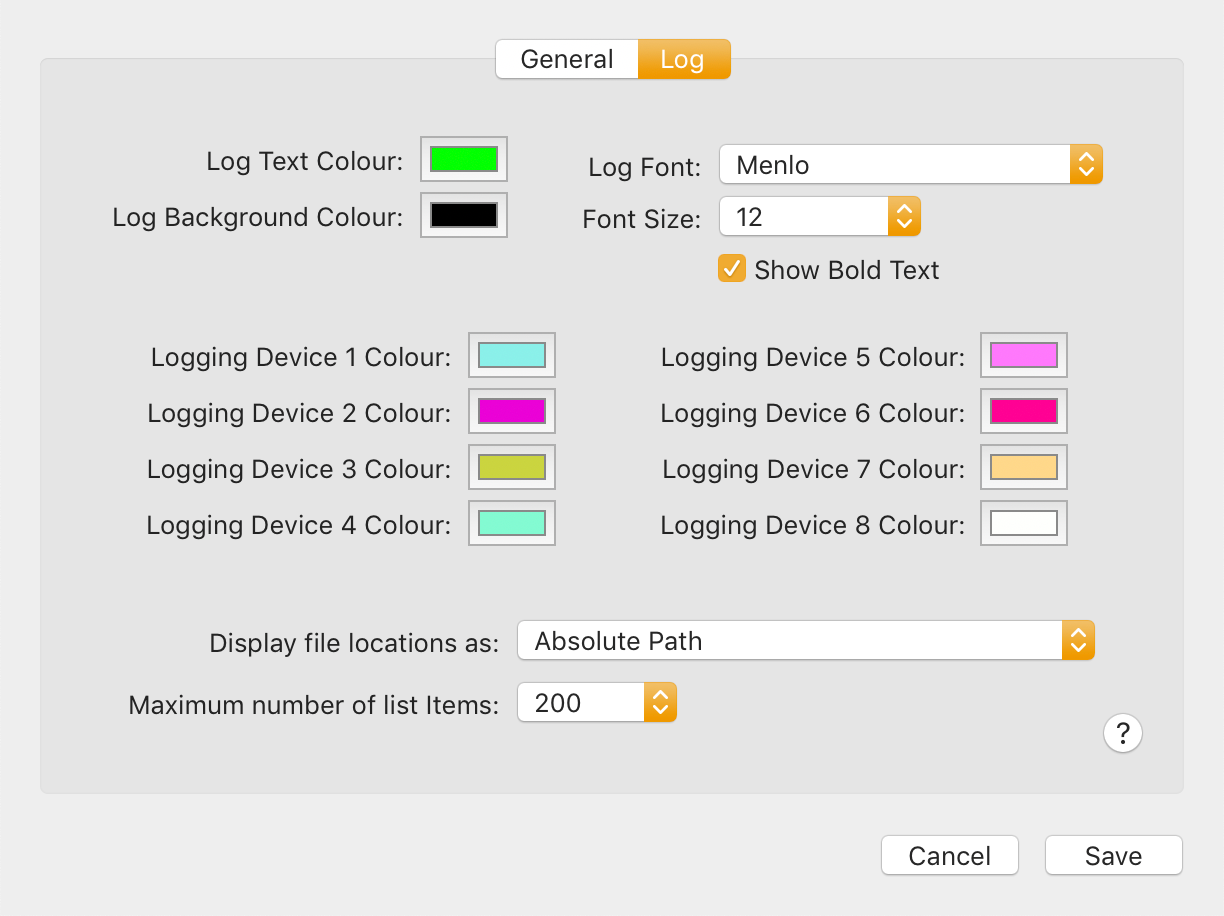 General Log
Log Text Colour:
Log Font: Menlo
Log Background Colour:
Font Size: 12
Show Bold Text
Logging Device 1 Colour:
Logging Device 5 Colour:
Logging Device 2 Colour:
Logging Device 6 Colour:
Logging Device 3 Colour:
Logging Device 7 Colour:
Logging Device 4 Colour:
Logging Device 8 Colour:
Display file locations as: Absolute Path
Maximum number of list Items: 200
?
Cancel Save